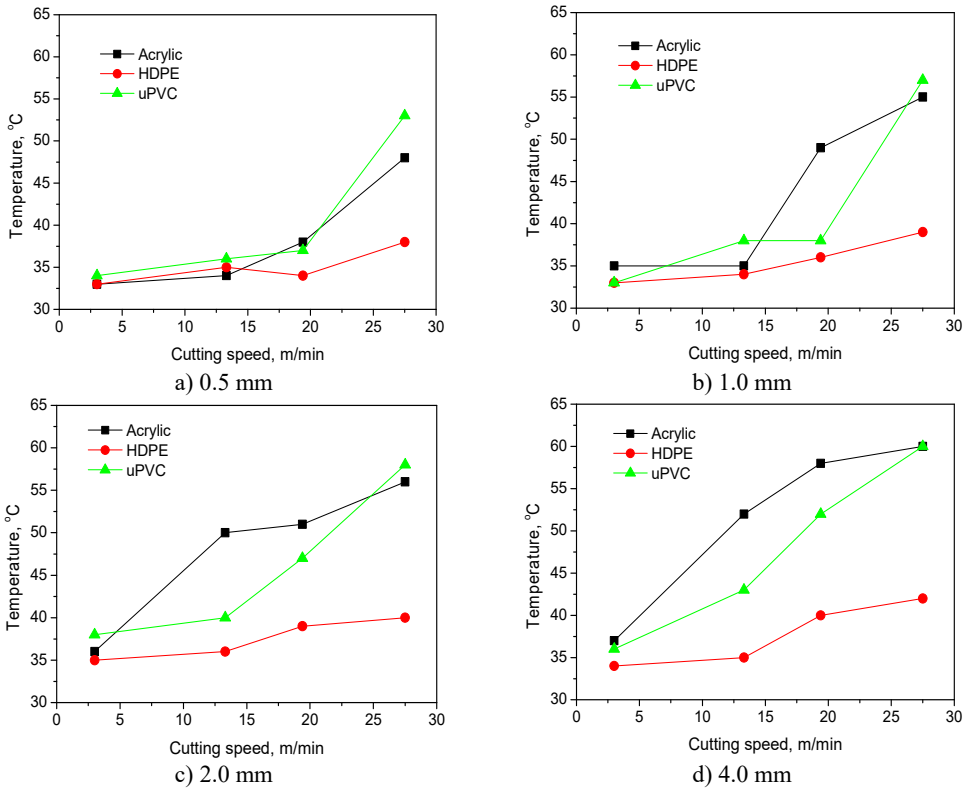 65
60
55
50
45
40
35
30
Temperature, °C
Acrylic
HDPE
uPVC
0 5 10 15 20 25 30
Cutting speed, m/min
a) 0.5 mm
65
60
55
50
45
40
35
30
Temperature, °C
Acrylic
HDPE
uPVC
0 5 10 15 20 25 30
Cutting speed, m/min
b) 1.0 mm
65
60
55
50
45
40
35
30
Temperature, °C
Acrylic
HDPE
uPVC
0 5 10 15 20 25 30
Cutting speed, m/min
c) 2.0 mm
65
60
55
50
45
40
35
30
Temperature, °C
Acrylic
HDPE
uPVC
0 5 10 15 20 25 30
Cutting speed, m/min
d) 4.0 mm